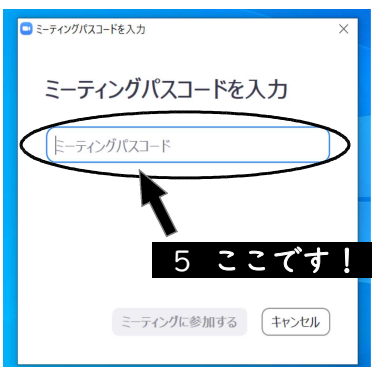 ミーティングパスコードを入力
ミーティングパスコードを入力
ミーティングパスコード
5 ここです！
ミーティングに参加する キャンセル